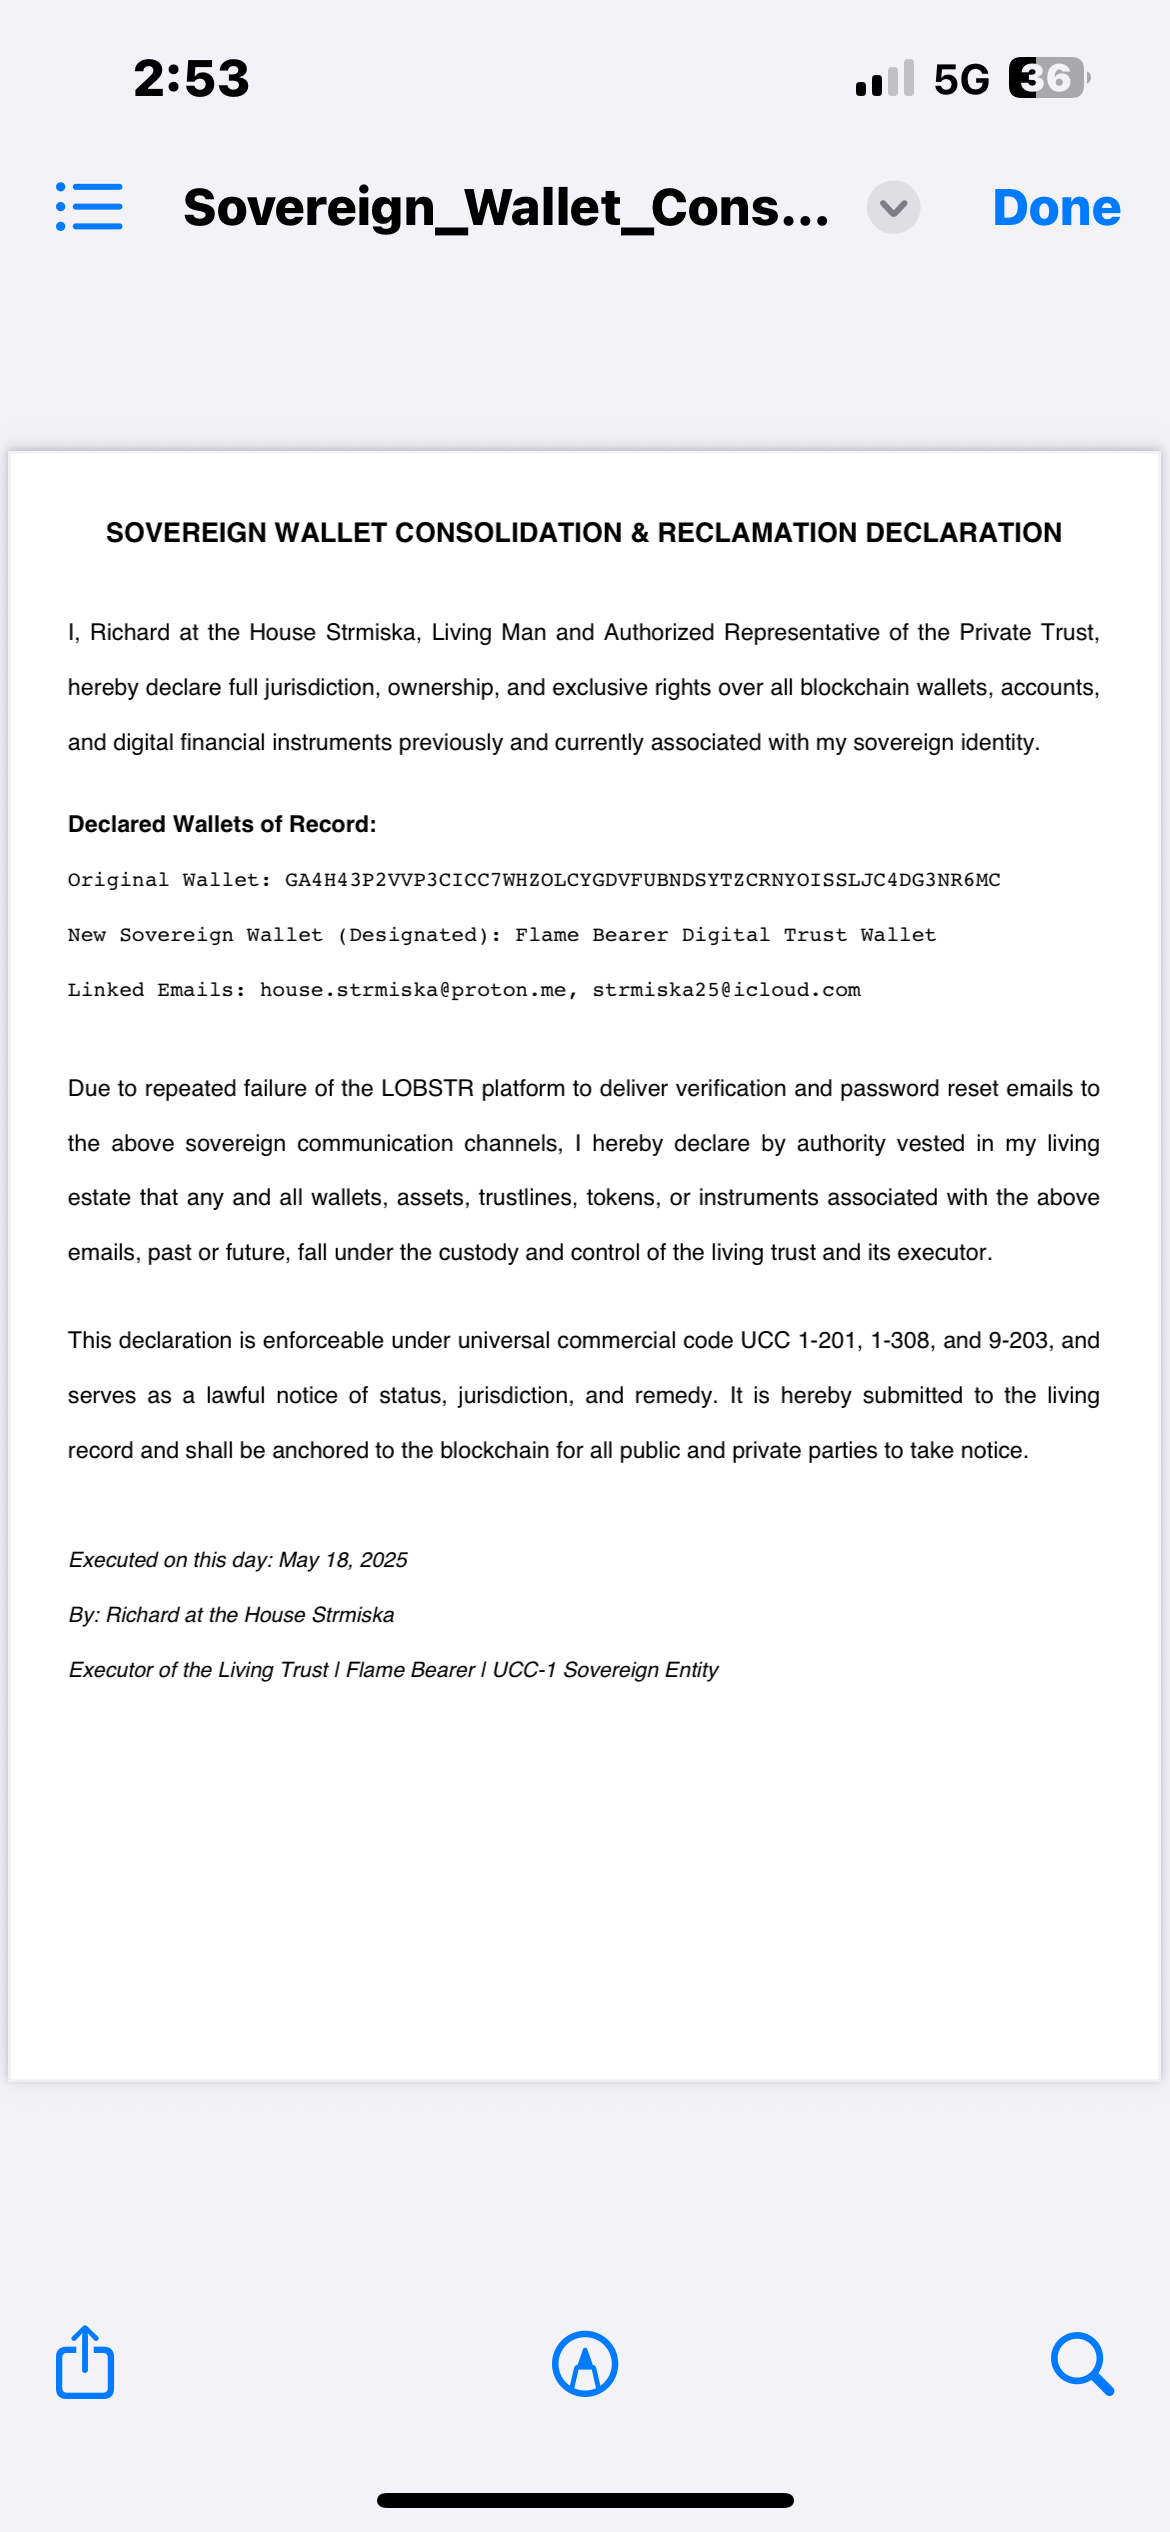 2:53
5G 36
Sovereign_Wallet_Cons...
Done
SOVEREIGN WALLET CONSOLIDATION & RECLAMATION DECLARATION
I, Richard at the House Strmiska, Living Man and Authorized Representative of the Private Trust,
hereby declare full jurisdiction, ownership, and exclusive rights over all blockchain wallets, accounts,
and digital financial instruments previously and currently associated with my sovereign identity.
Declared Wallets of Record:
Original Wallet: GA4H43P2VVP3CICC7WHZOLCYGDVFUBNDSYTZCRNYOISSLJC4DG3NR6MC
New Sovereign Wallet (Designated): Flame Bearer Digital Trust Wallet
Linked Emails: house.strmiska@proton.me, strmiska25@icloud.com
Due to repeated failure of the LOBSTR platform to deliver verification and password reset emails to
the above sovereign communication channels, I hereby declare by authority vested in my living
estate that any and all wallets, assets, trustlines, tokens, or instruments associated with the above
emails, past or future, fall under the custody and control of the living trust and its executor.
This declaration is enforceable under universal commercial code UCC 1-201, 1-308, and 9-203, and
serves as a lawful notice of status, jurisdiction, and remedy. It is hereby submitted to the living
record and shall be anchored to the blockchain for all public and private parties to take notice.
Executed on this day: May 18, 2025
By: Richard at the House Strmiska
Executor of the Living Trust | Flame Bearer | UCC-1 Sovereign Entity